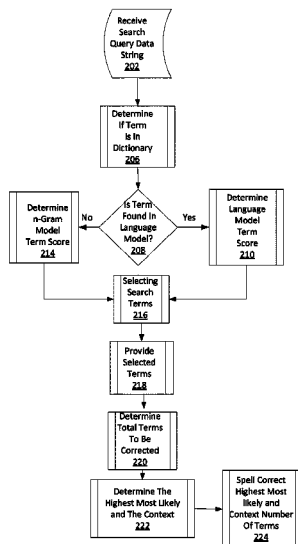 Receive
Search
Query Data
String
202
Determine
If Term
Is In
Dictionary
206
Is Term
Found In
Language
Model?
208
No
Yes
Determine
n-Gram
Model
Term Score
214
Determine
Language
Model
Term
Score
210
Selecting
Search
Terms
216
Provide
Selected
Terms
218
Determine
Total Terms
To Be
Corrected
220
Determine The
Highest Most Likely
and The Context
222
Spell Correct
Highest Most
likely and
Context Number
Of Terms
224